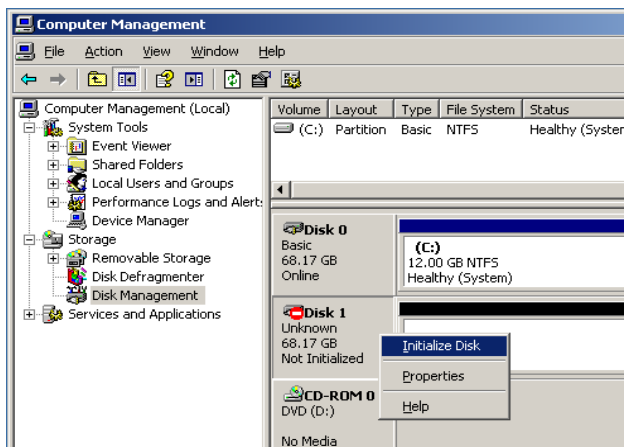 Computer Management
File Action View Window Help
Computer Management (Local)
System Tools
Event Viewer
Shared Folders
Local Users and Groups
Performance Logs and Alert
Device Manager
Storage
Removable Storage
Disk Defragmenter
Disk Management
Services and Applications
Volume Layout Type File System Status
(C:) Partition Basic NTFS Healthy (System
Disk 0
Basic
68.17 GB
Online
(C:)
12.00 GB NTFS
Healthy (System)
Disk 1
Unknown
68.17 GB
Not Initialized
Initialize Disk
Properties
Help
CD-ROM 0
DVD (D:)
No Media